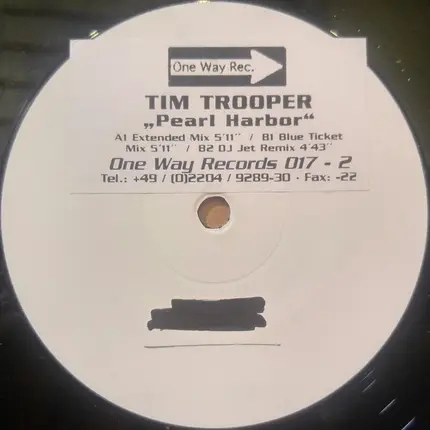 One Way Rec.
TIM TROOPER
„Pearl Harbor“
A1 Extended Mix 5'11'' / B1 Blue Ticket
Mix 5'11'' / B2 DJ Jet Remix 4'43''
One Way Records 017 - 2
Tel.: +49 / (0)2204 / 9289-30 · Fax: -22